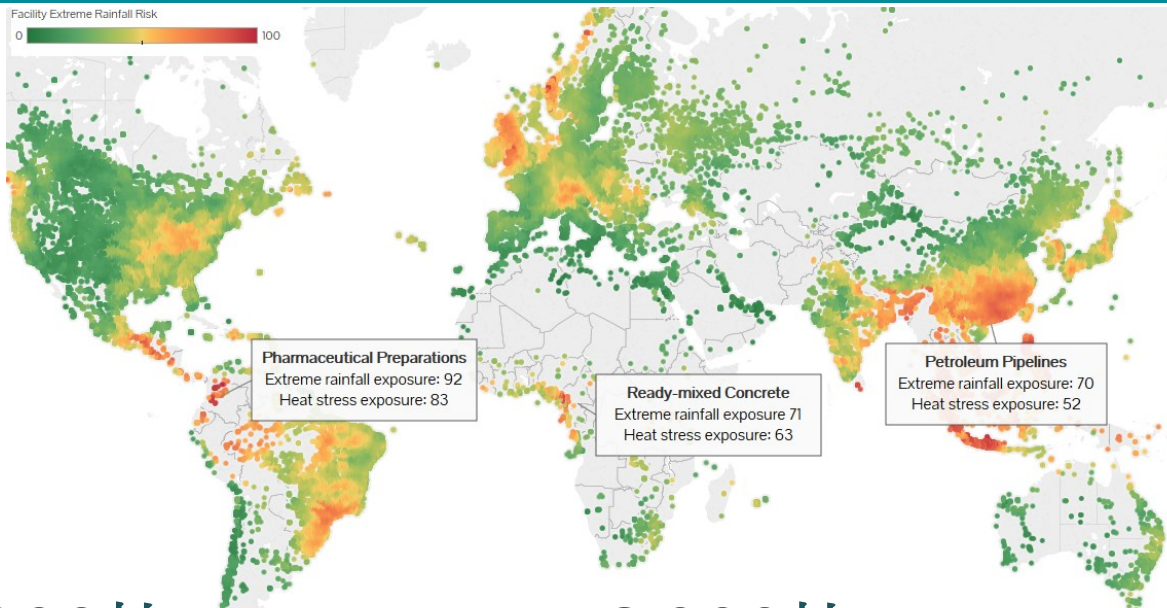 Facility Extreme Rainfall Risk
0 100
Pharmaceutical Preparations
Extreme rainfall exposure: 92
Heat stress exposure: 83
Ready-mixed Concrete
Extreme rainfall exposure 71
Heat stress exposure: 63
Petroleum Pipelines
Extreme rainfall exposure: 70
Heat stress exposure: 52